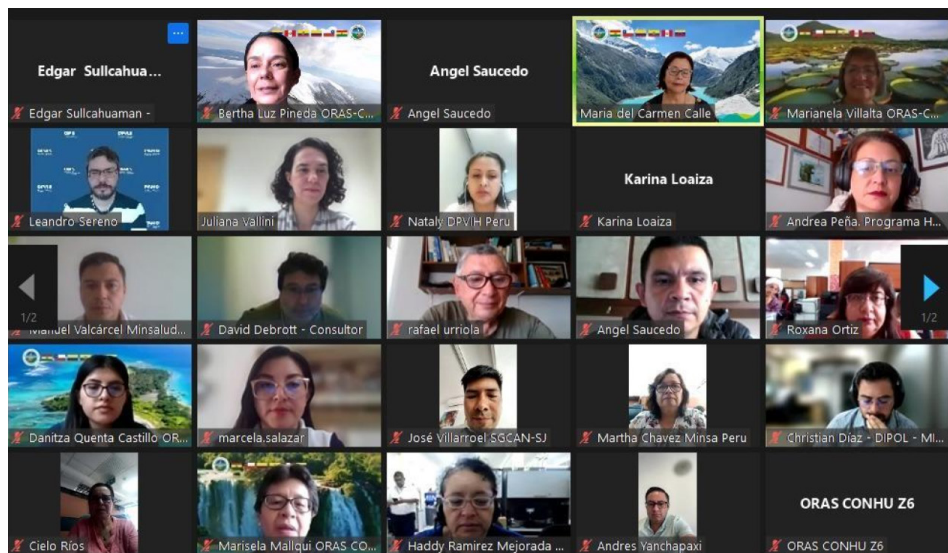 Edgar Sullcahua...
Edgar Sullcahuaman -
Bertha Luz Pineda ORAS-C...
Angel Saucedo
Angel Saucedo
Maria del Carmen Calle
Marianela Villalta ORAS-C...
Leandro Sereno
Juliana Vallini
Nataly DPVIH Peru
Karina Loaiza
Karina Loaiza
Andrea Peña. Programa H...
1/2
Manuel Valcárcel Minsalud...
David Debrott - Consultor
rafael urriola
Angel Saucedo
Roxana Ortiz
1/2
Danitza Quenta Castillo OR...
marcela.salazar
José Villarroel SGCAN-SJ
Martha Chavez Minsa Peru
Christian Díaz - DIPOL - MI...
Cielo Ríos
Marisela Mallqui ORAS CO...
Haddy Ramirez Mejorada ...
Andres Yanchapaxi
ORAS CONHU Z6
ORAS CONHU Z6